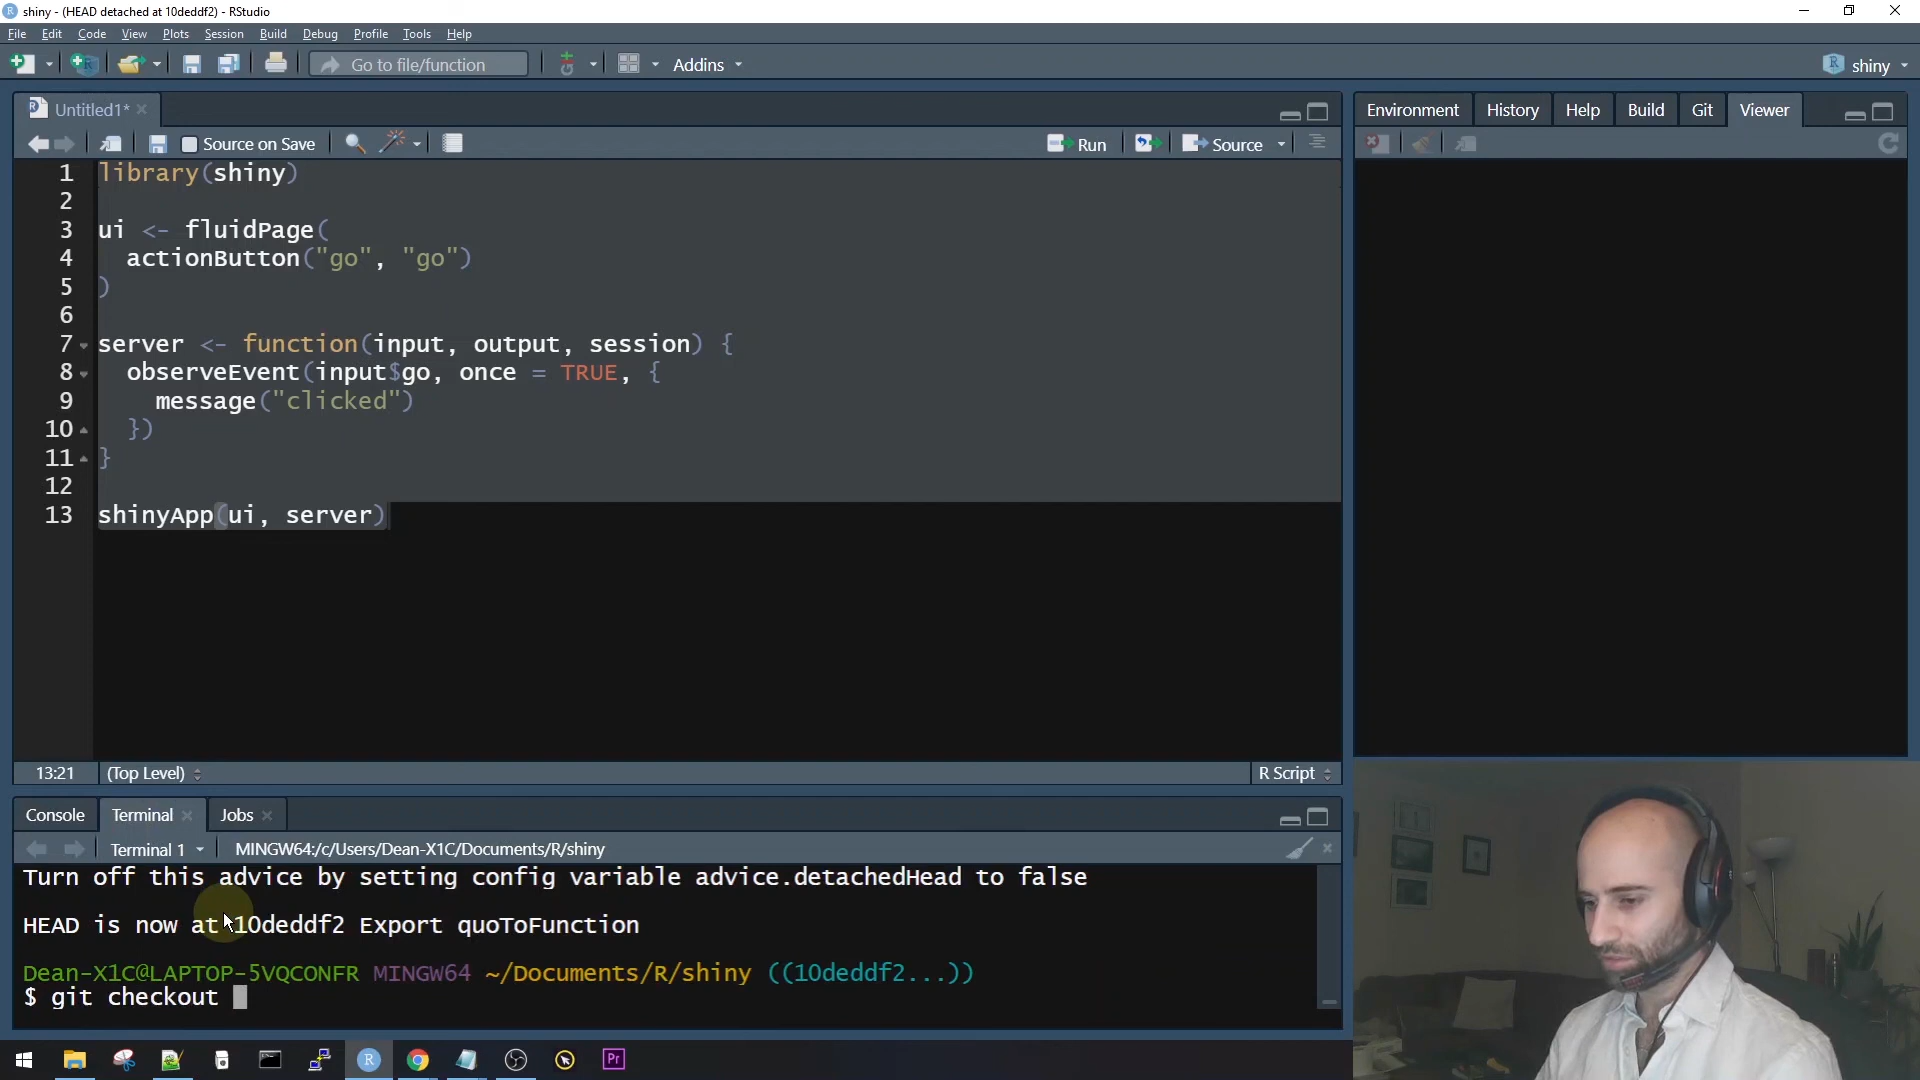 shiny - (HEAD detached at 10deddf2) - RStudio
File Edit Code View Plots Session Build Debug Profile Tools Help
Go to file/function Addins shiny
Untitled1*
Environment History Help Build Git Viewer
Source on Save Run Source
1 library(shiny)
2
3 ui <- fluidPage(
4 actionButton("go", "go")
5 )
6
7 server <- function(input, output, session) {
8 observeEvent(input$go, once = TRUE, {
9 message("clicked")
10 })
11 }
12
13 shinyApp(ui, server)
13:21 (Top Level) R Script
Console Terminal Jobs
Terminal 1 MINGW64:/c/Users/Dean-X1C/Documents/R/shiny
Turn off this advice by setting config variable advice.detachedHead to false
HEAD is now at 10deddf2 Export quoToFunction
Dean-X1C@LAPTOP-5VQCONFR MINGW64 ~/Documents/R/shiny ((10deddf2...))
$ git checkout
R Pr